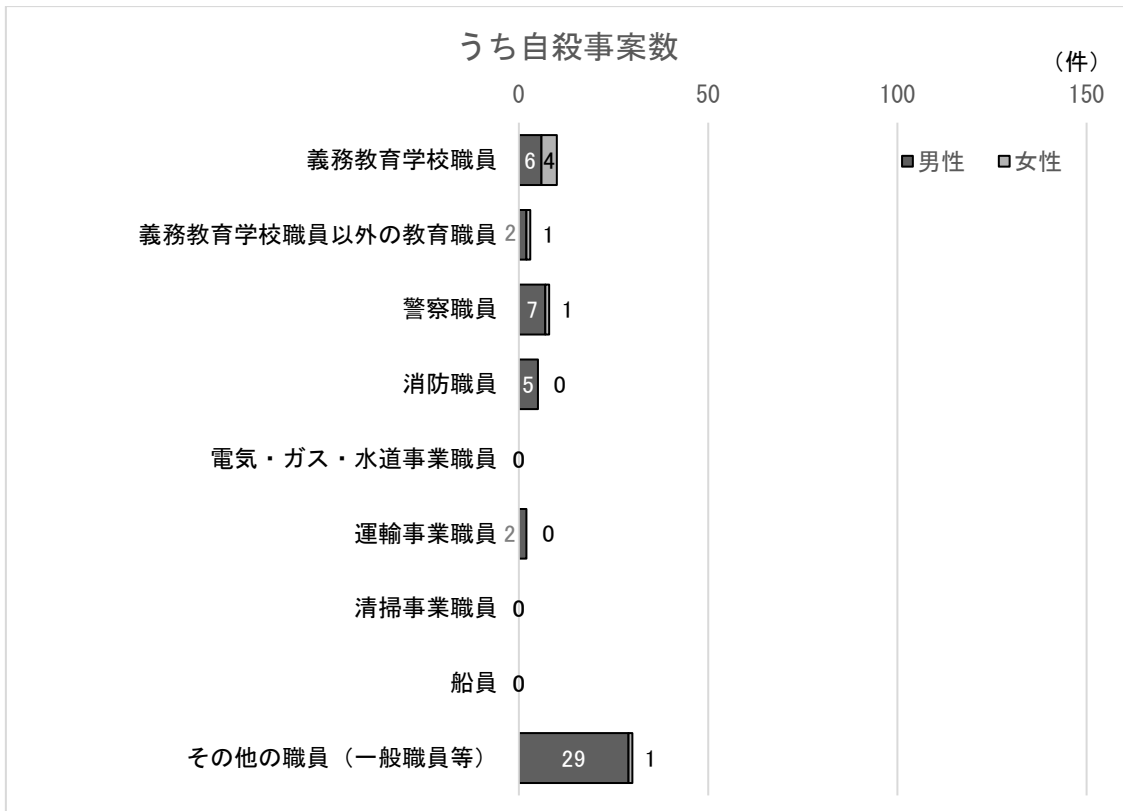 うち自殺事案数
（件）
0 50 100 150
義務教育学校職員 6 4
■男性 ■女性
義務教育学校職員以外の教育職員 2 1
警察職員 7 1
消防職員 5 0
電気・ガス・水道事業職員 0
運輸事業職員 2 0
清掃事業職員 0
船員 0
その他の職員（一般職員等） 29 1